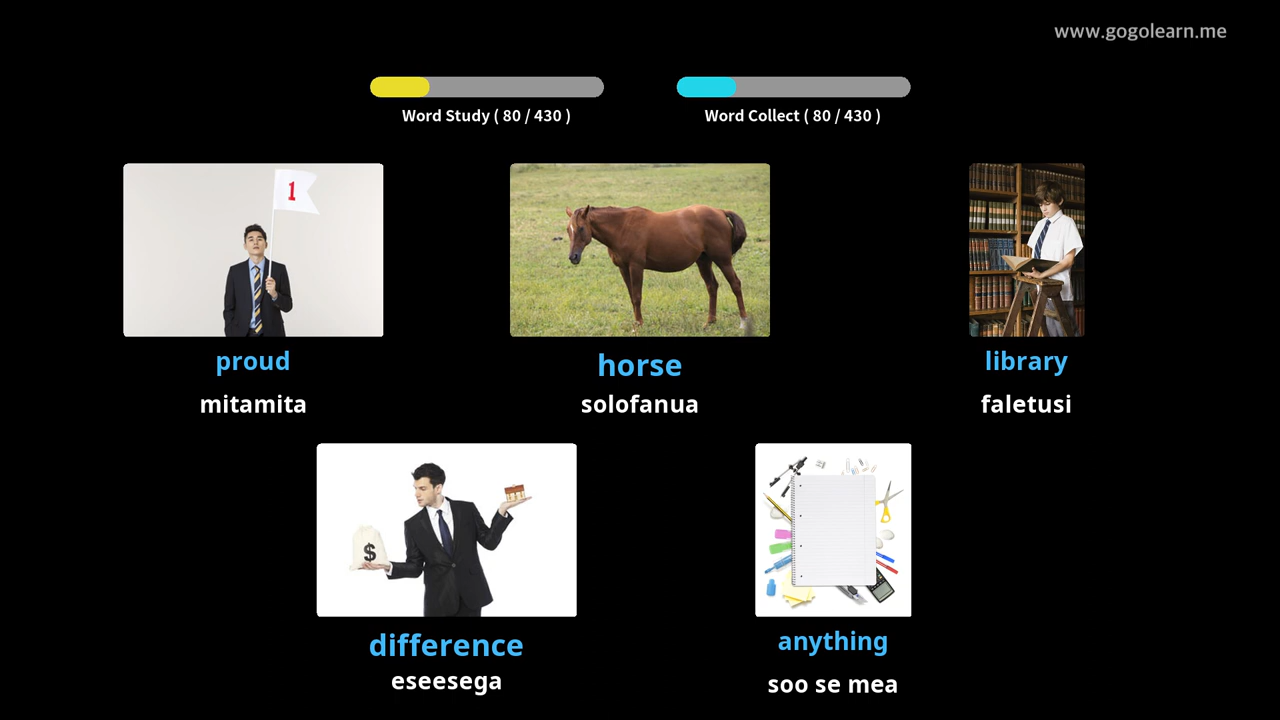 www.gogolearn.me
Word Study ( 80 / 430 )
Word Collect ( 80 / 430 )
1
proud
mitamita
horse
solofanua
library
faletusi
$
difference
eseesega
anything
soo se mea